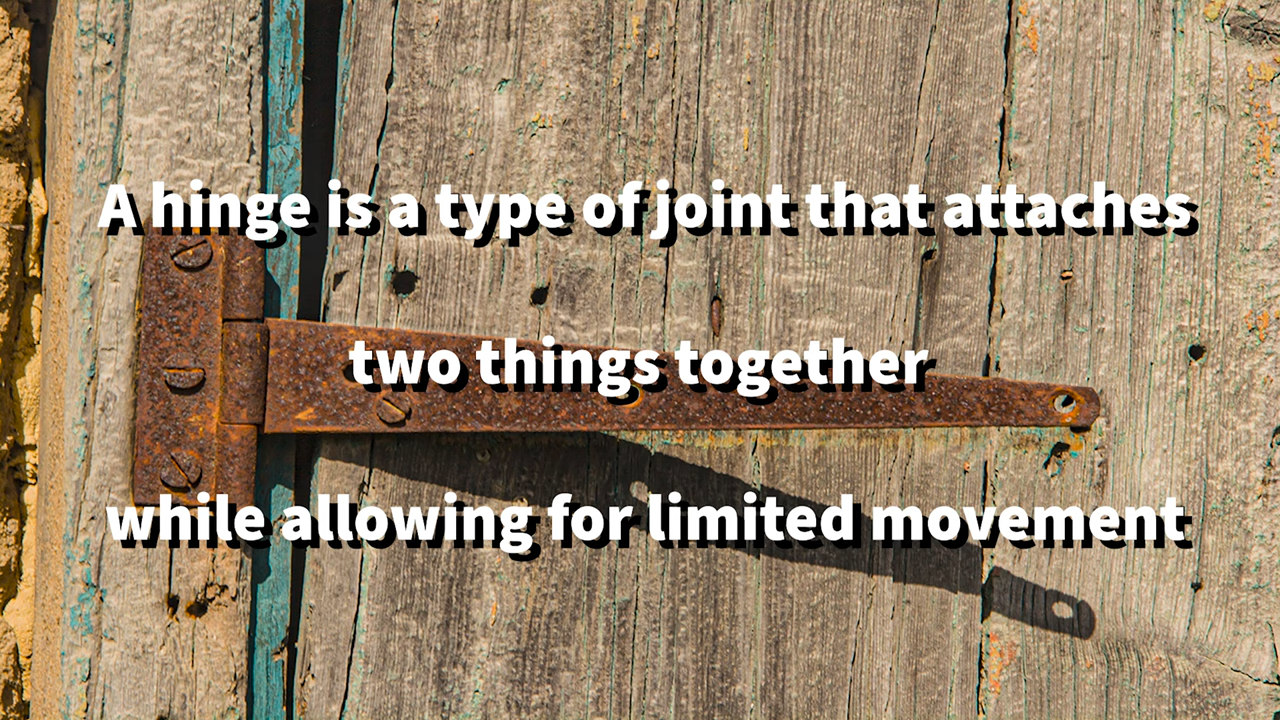 A hinge is a type of joint that attaches
two things together
while allowing for limited movement